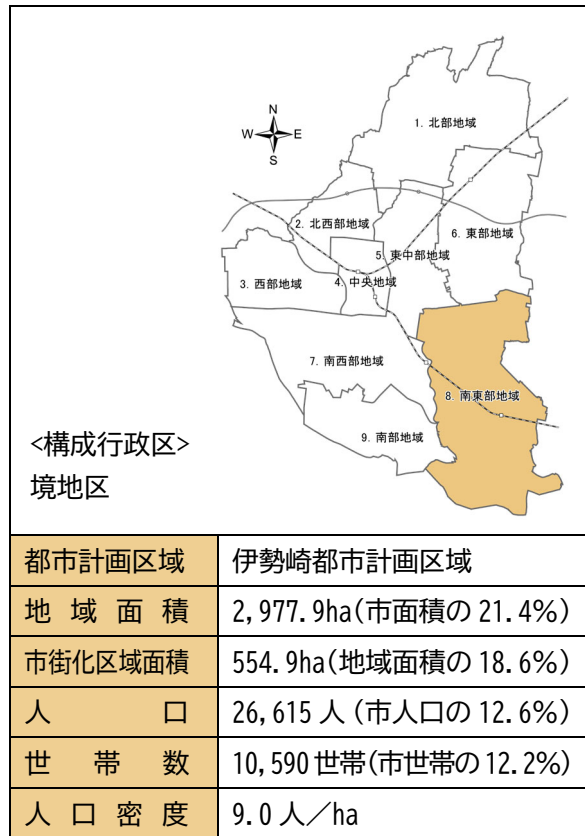 N
W E
S
1. 北部地域
2. 北西部地域
6. 東部地域
5. 東中部地域
3. 西部地域
4. 中央地域
7. 南西部地域
8. 南東部地域
9. 南部地域
<構成行政区>
境地区
都市計画区域 伊勢崎都市計画区域
地域面積 2,977.9ha(市面積の 21.4%)
市街化区域面積 554.9ha(地域面積の 18.6%)
人口 26,615 人(市人口の 12.6%)
世帯数 10,590 世帯(市世帯の 12.2%)
人口密度 9.0 人／ha